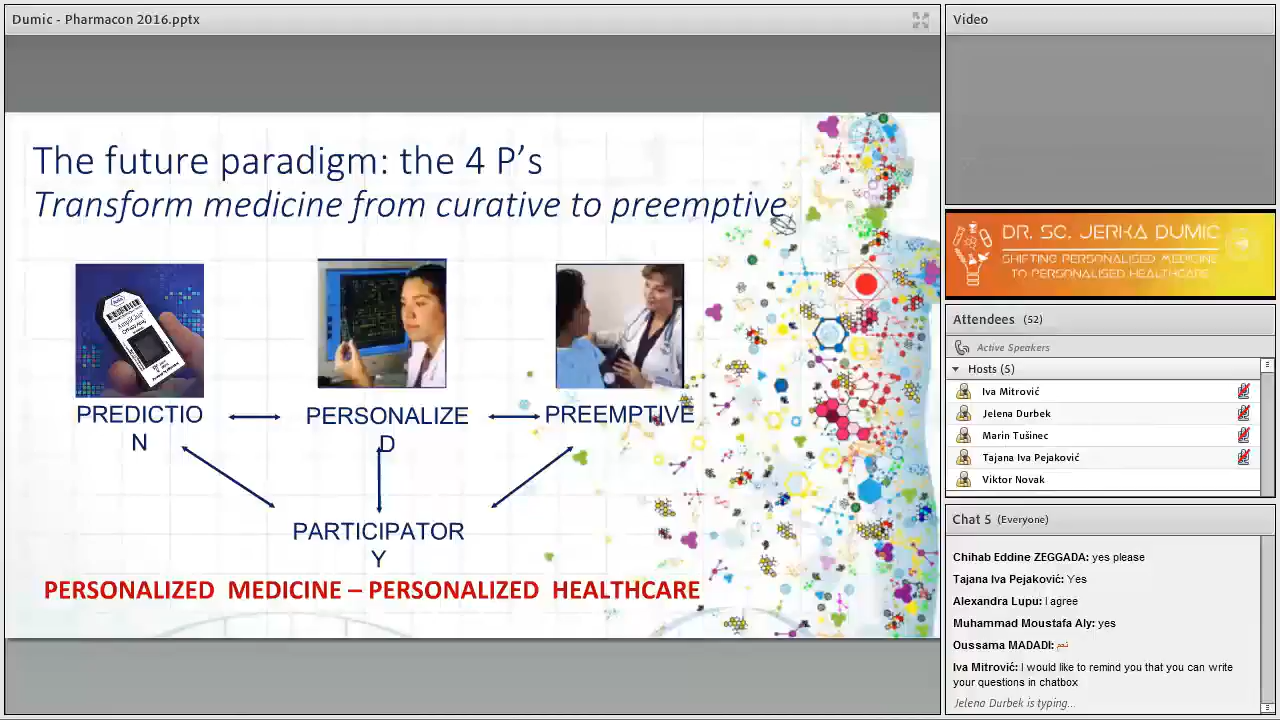 Dumic - Pharmacon 2016.pptx
The future paradigm: the 4 P's
Transform medicine from curative to preemptive
PREDICTIO
N
PERSONALIZE
D
PREEMPTIVE
PARTICIPATOR
Y
PERSONALIZED MEDICINE – PERSONALIZED HEALTHCARE
Video
DR. SC. JERKA DUMIC
SHIFTING PERSONALISED MEDICINE
TO PERSONALISED HEALTHCARE
Attendees (52)
Active Speakers
Hosts (5)
Iva Mitrović
Jelena Durbek
Marin Tušinec
Tajana Iva Pejaković
Viktor Novak
Chat 5 (Everyone)
Chihab Eddine ZEGGADA: yes please
Tajana Iva Pejaković: Yes
Alexandra Lupu: I agree
Muhammad Moustafa Aly: yes
Oussama MADADI: نعم
Iva Mitrović: I would like to remind you that you can write
your questions in chatbox
Jelena Durbek is typing...